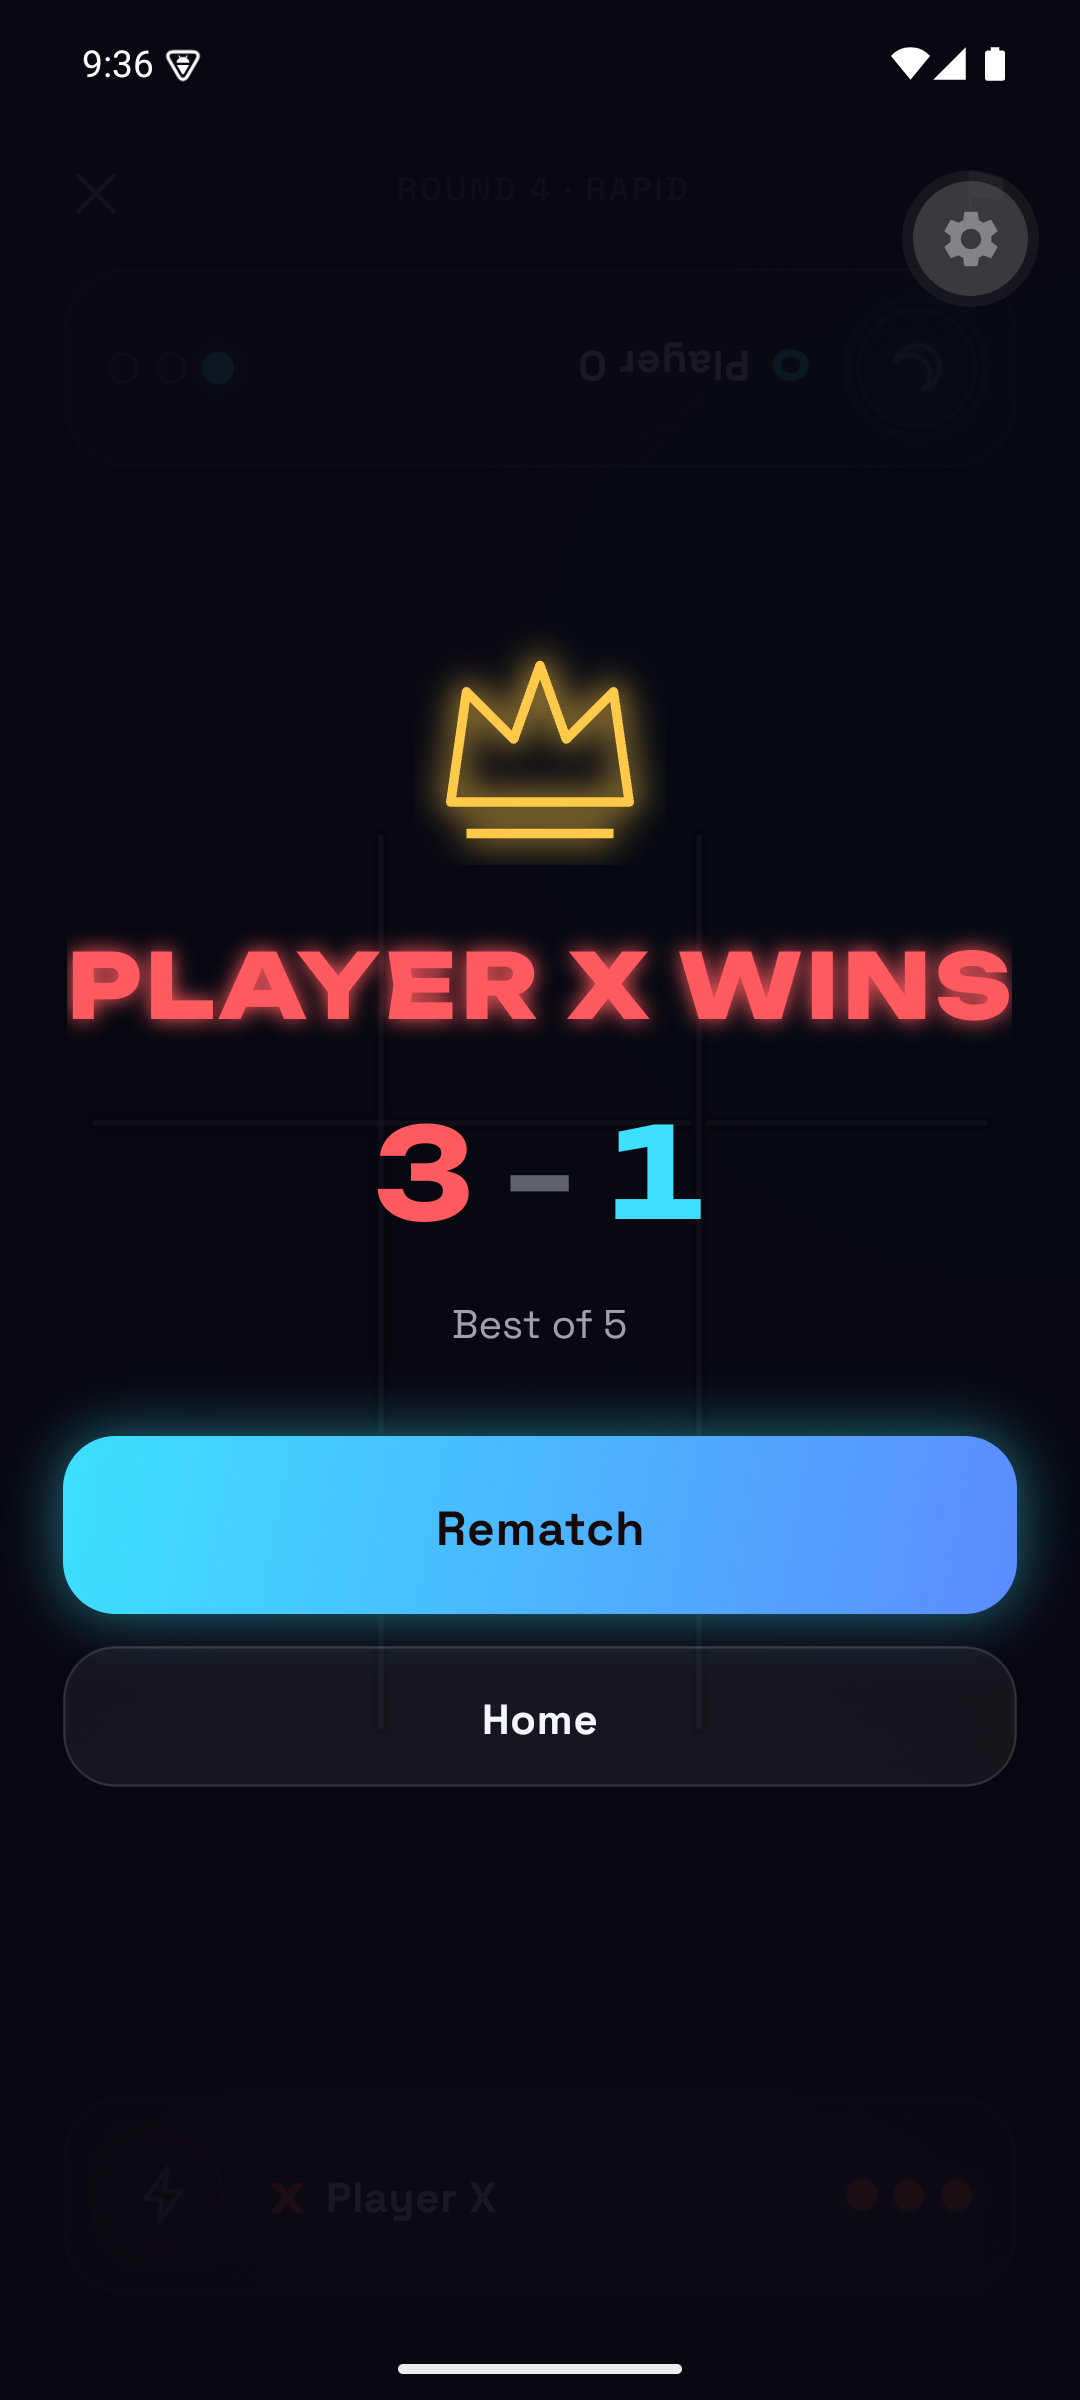 9:36
ROUND 4 · RAPID
O Player O
PLAYER X WINS
3 – 1
Best of 5
Rematch
Home
X Player X